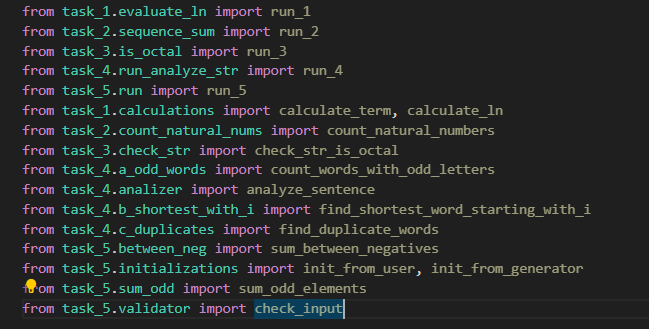 from task_1.evaluate_ln import run_1
from task_2.sequence_sum import run_2
from task_3.is_octal import run_3
from task_4.run_analyze_str import run_4
from task_5.run import run_5
from task_1.calculations import calculate_term, calculate_ln
from task_2.count_natural_nums import count_natural_numbers
from task_3.check_str import check_str_is_octal
from task_4.a_odd_words import count_words_with_odd_letters
from task_4.analizer import analyze_sentence
from task_4.b_shortest_with_i import find_shortest_word_starting_with_i
from task_4.c_duplicates import find_duplicate_words
from task_5.between_neg import sum_between_negatives
from task_5.initializations import init_from_user, init_from_generator
from task_5.sum_odd import sum_odd_elements
from task_5.validator import check_input